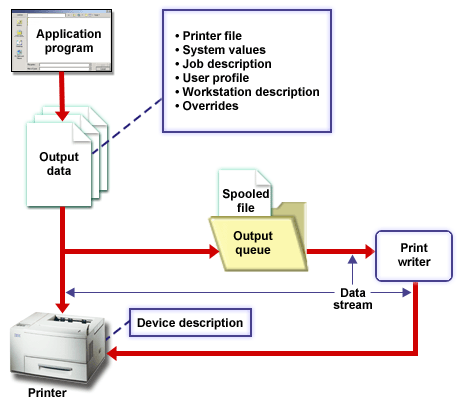 Application
program
• Printer file
• System values
• Job description
• User profile
• Workstation description
• Overrides
Output
data
Spooled
file
Output
queue
Print
writer
Data
stream
Device description
Printer